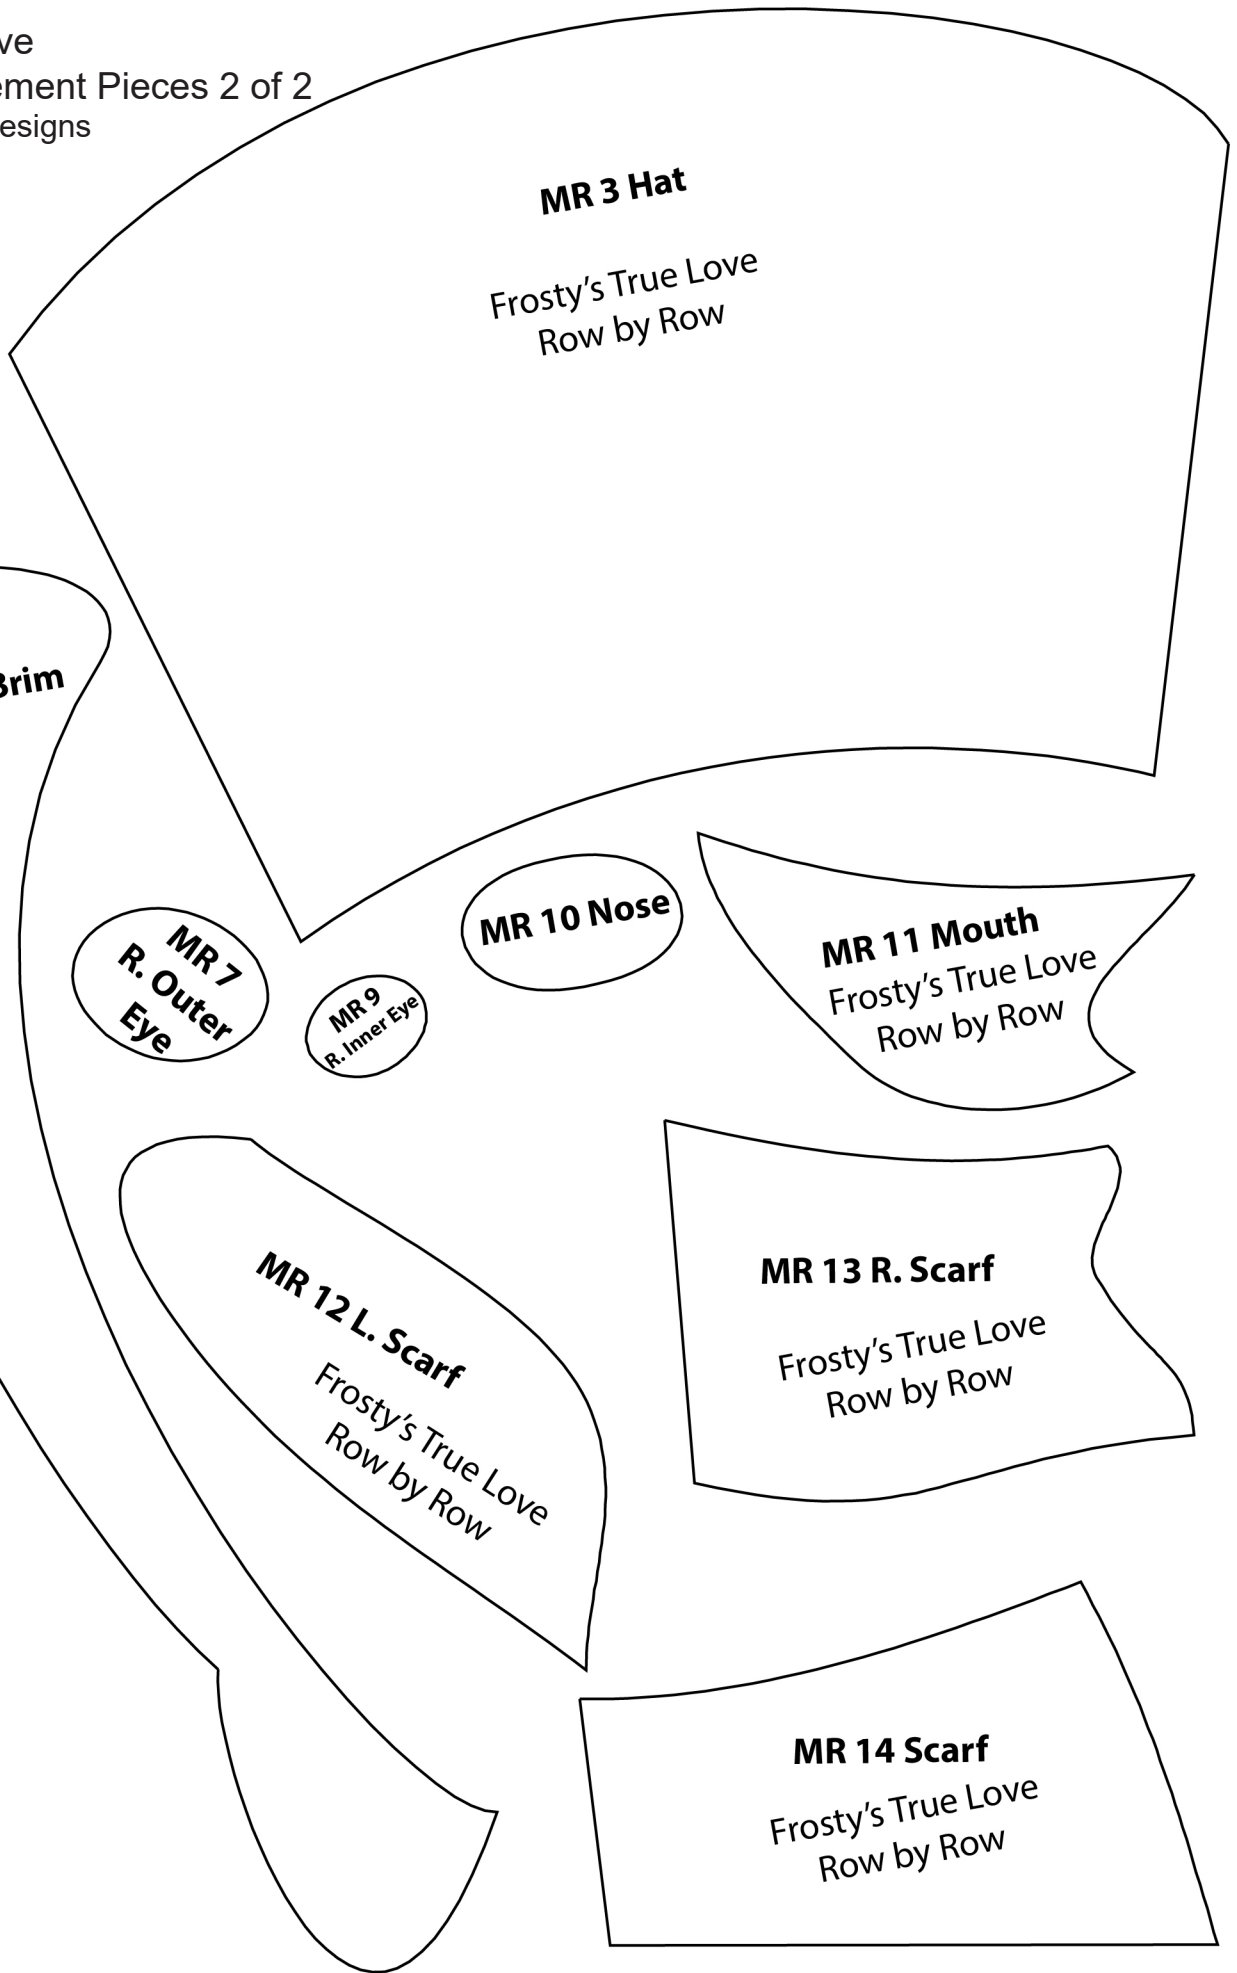 ve
ement Pieces 2 of 2
esigns
MR 3 Hat
Frosty's True Love
Row by Row
Brim
MR 10 Nose
MR 11 Mouth
Frosty's True Love
Row by Row
MR 7
R. Outer
Eye
MR 9
R. Inner Eye
MR 12 L. Scarf
Frosty's True Love
Row by Row
MR 13 R. Scarf
Frosty's True Love
Row by Row
MR 14 Scarf
Frosty's True Love
Row by Row